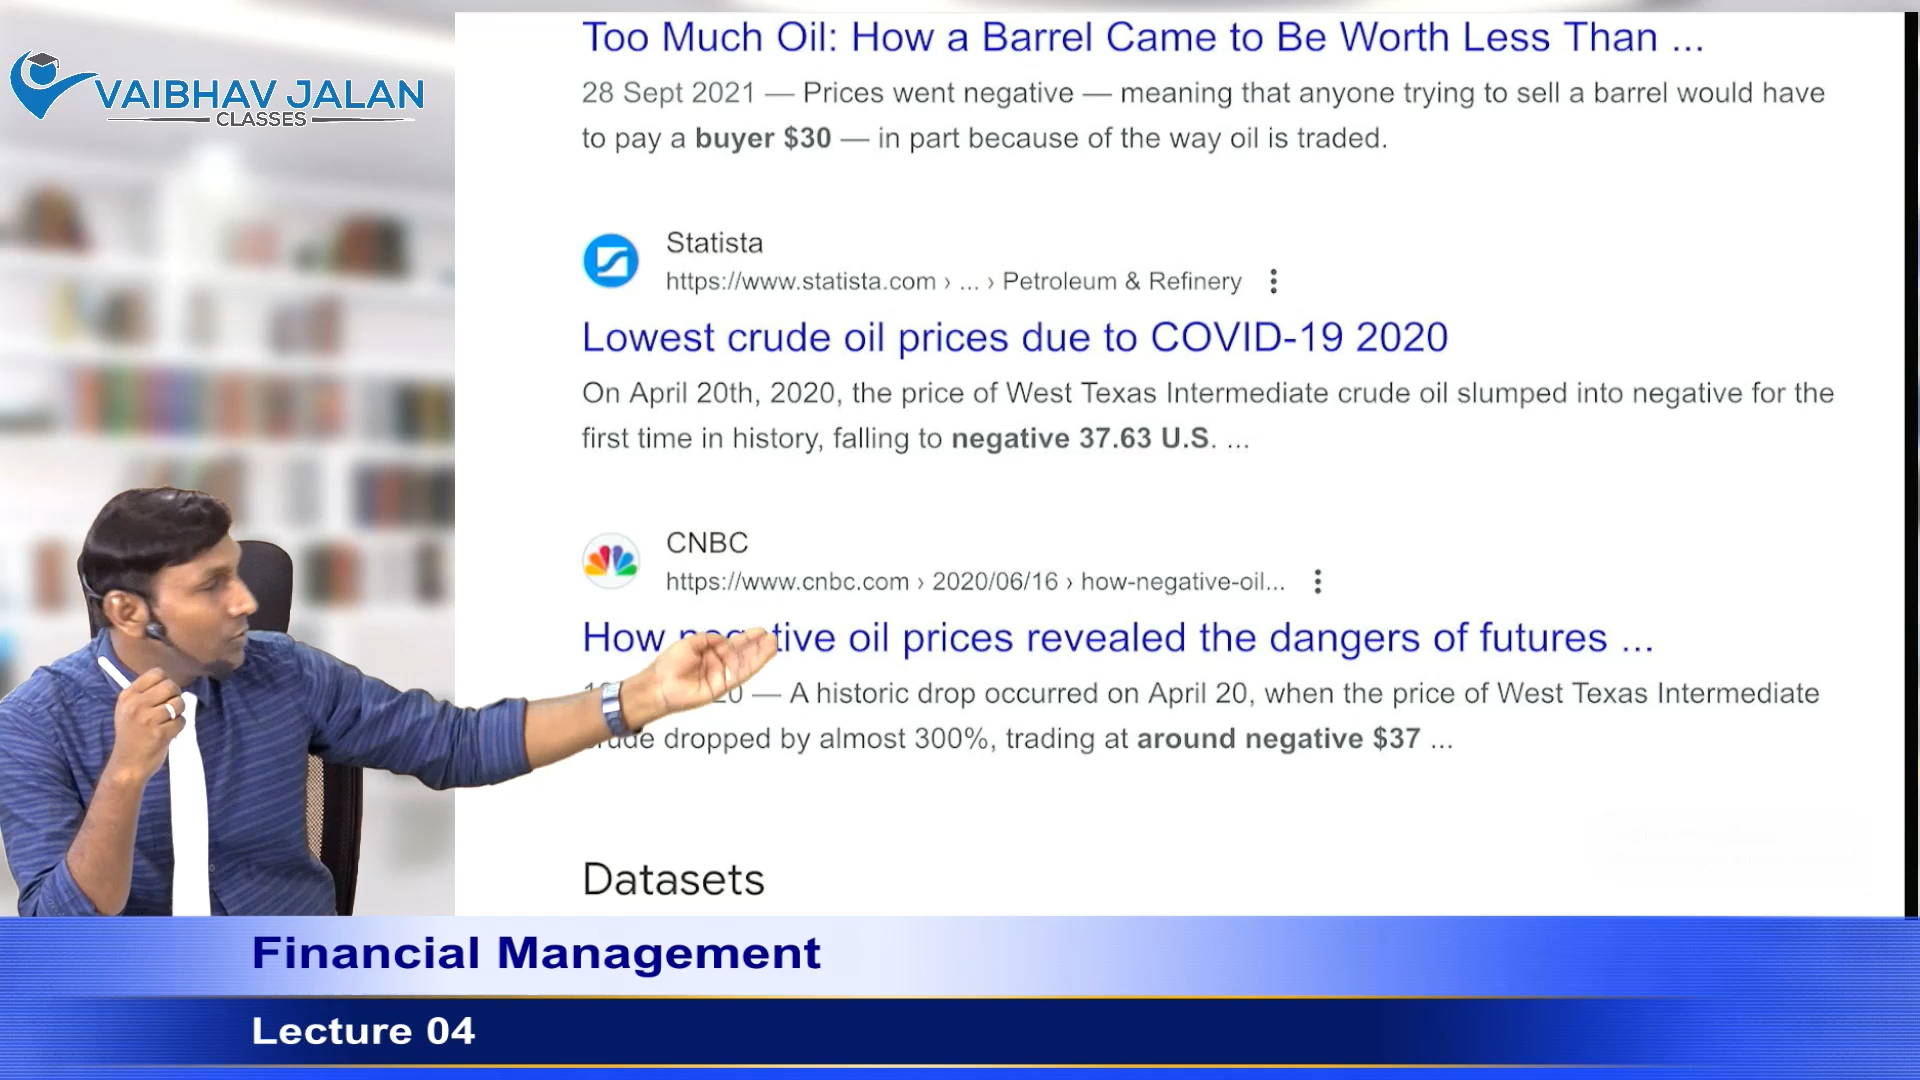 VAIBHAV JALAN
CLASSES
Too Much Oil: How a Barrel Came to Be Worth Less Than ...
28 Sept 2021 — Prices went negative — meaning that anyone trying to sell a barrel would have
to pay a buyer $30 — in part because of the way oil is traded.
Statista
https://www.statista.com › ... › Petroleum & Refinery
Lowest crude oil prices due to COVID-19 2020
On April 20th, 2020, the price of West Texas Intermediate crude oil slumped into negative for the
first time in history, falling to negative 37.63 U.S. ...
CNBC
https://www.cnbc.com › 2020/06/16 › how-negative-oil...
How negative oil prices revealed the dangers of futures ...
— A historic drop occurred on April 20, when the price of West Texas Intermediate
crude dropped by almost 300%, trading at around negative $37 ...
Datasets
Financial Management
Lecture 04